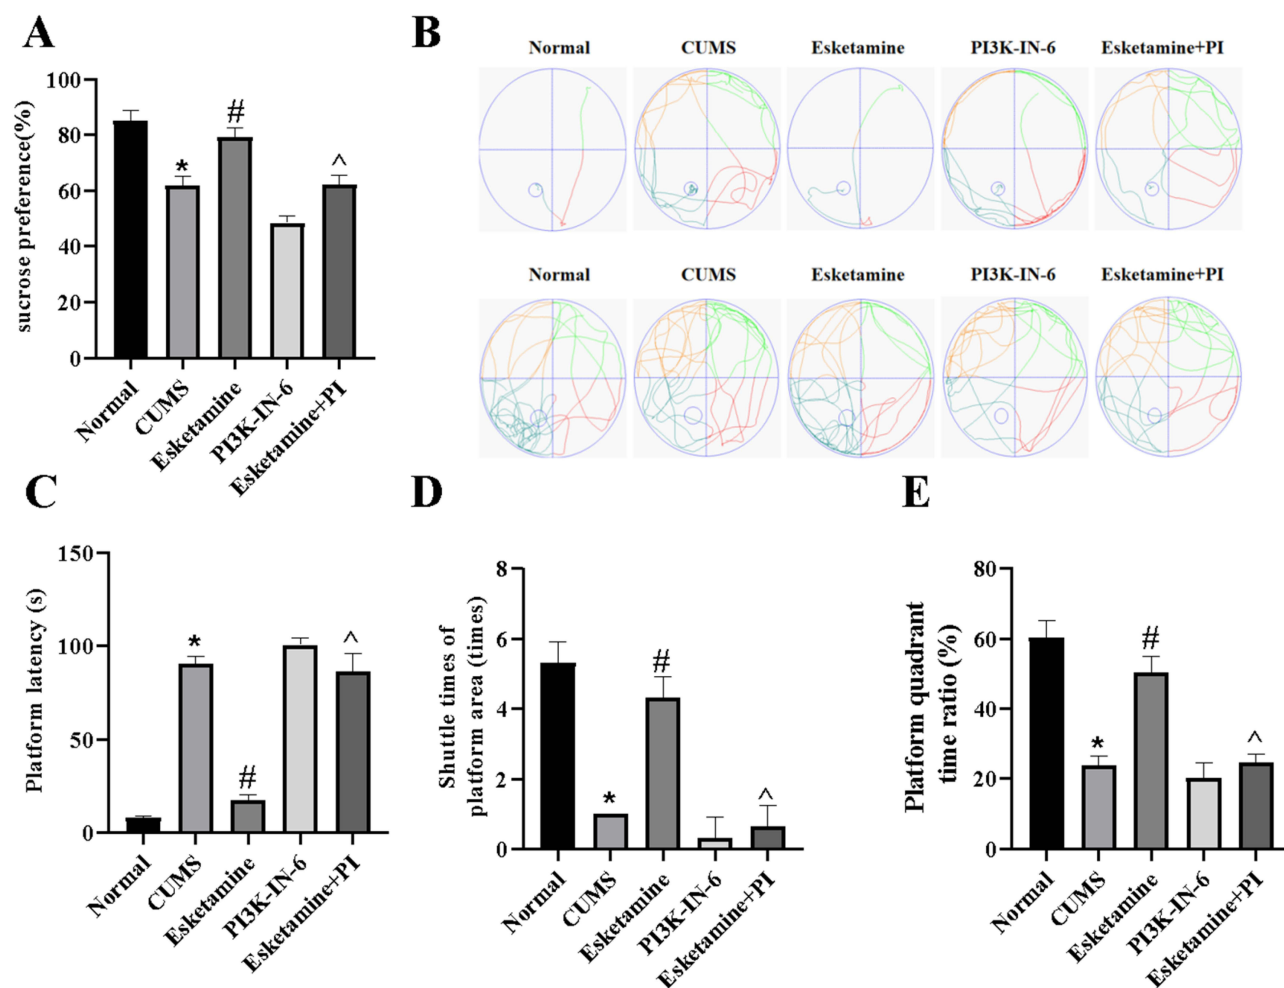 A
sucrose preference(%)
100
80
60
40
20
0
*
#
^
Normal
CUMS
Esketamine
PI3K-IN-6
Esketamine+PI
B
Normal CUMS Esketamine PI3K-IN-6 Esketamine+PI
Normal CUMS Esketamine PI3K-IN-6 Esketamine+PI
C
Platform latency (s)
150
100
50
0
*
#
^
Normal
CUMS
Esketamine
PI3K-IN-6
Esketamine+PI
D
Shuttle times of
platform area (times)
8
6
4
2
0
*
#
^
Normal
CUMS
Esketamine
PI3K-IN-6
Esketamine+PI
E
Platform quadrant
time ratio (%)
80
60
40
20
0
*
#
^
Normal
CUMS
Esketamine
PI3K-IN-6
Esketamine+PI